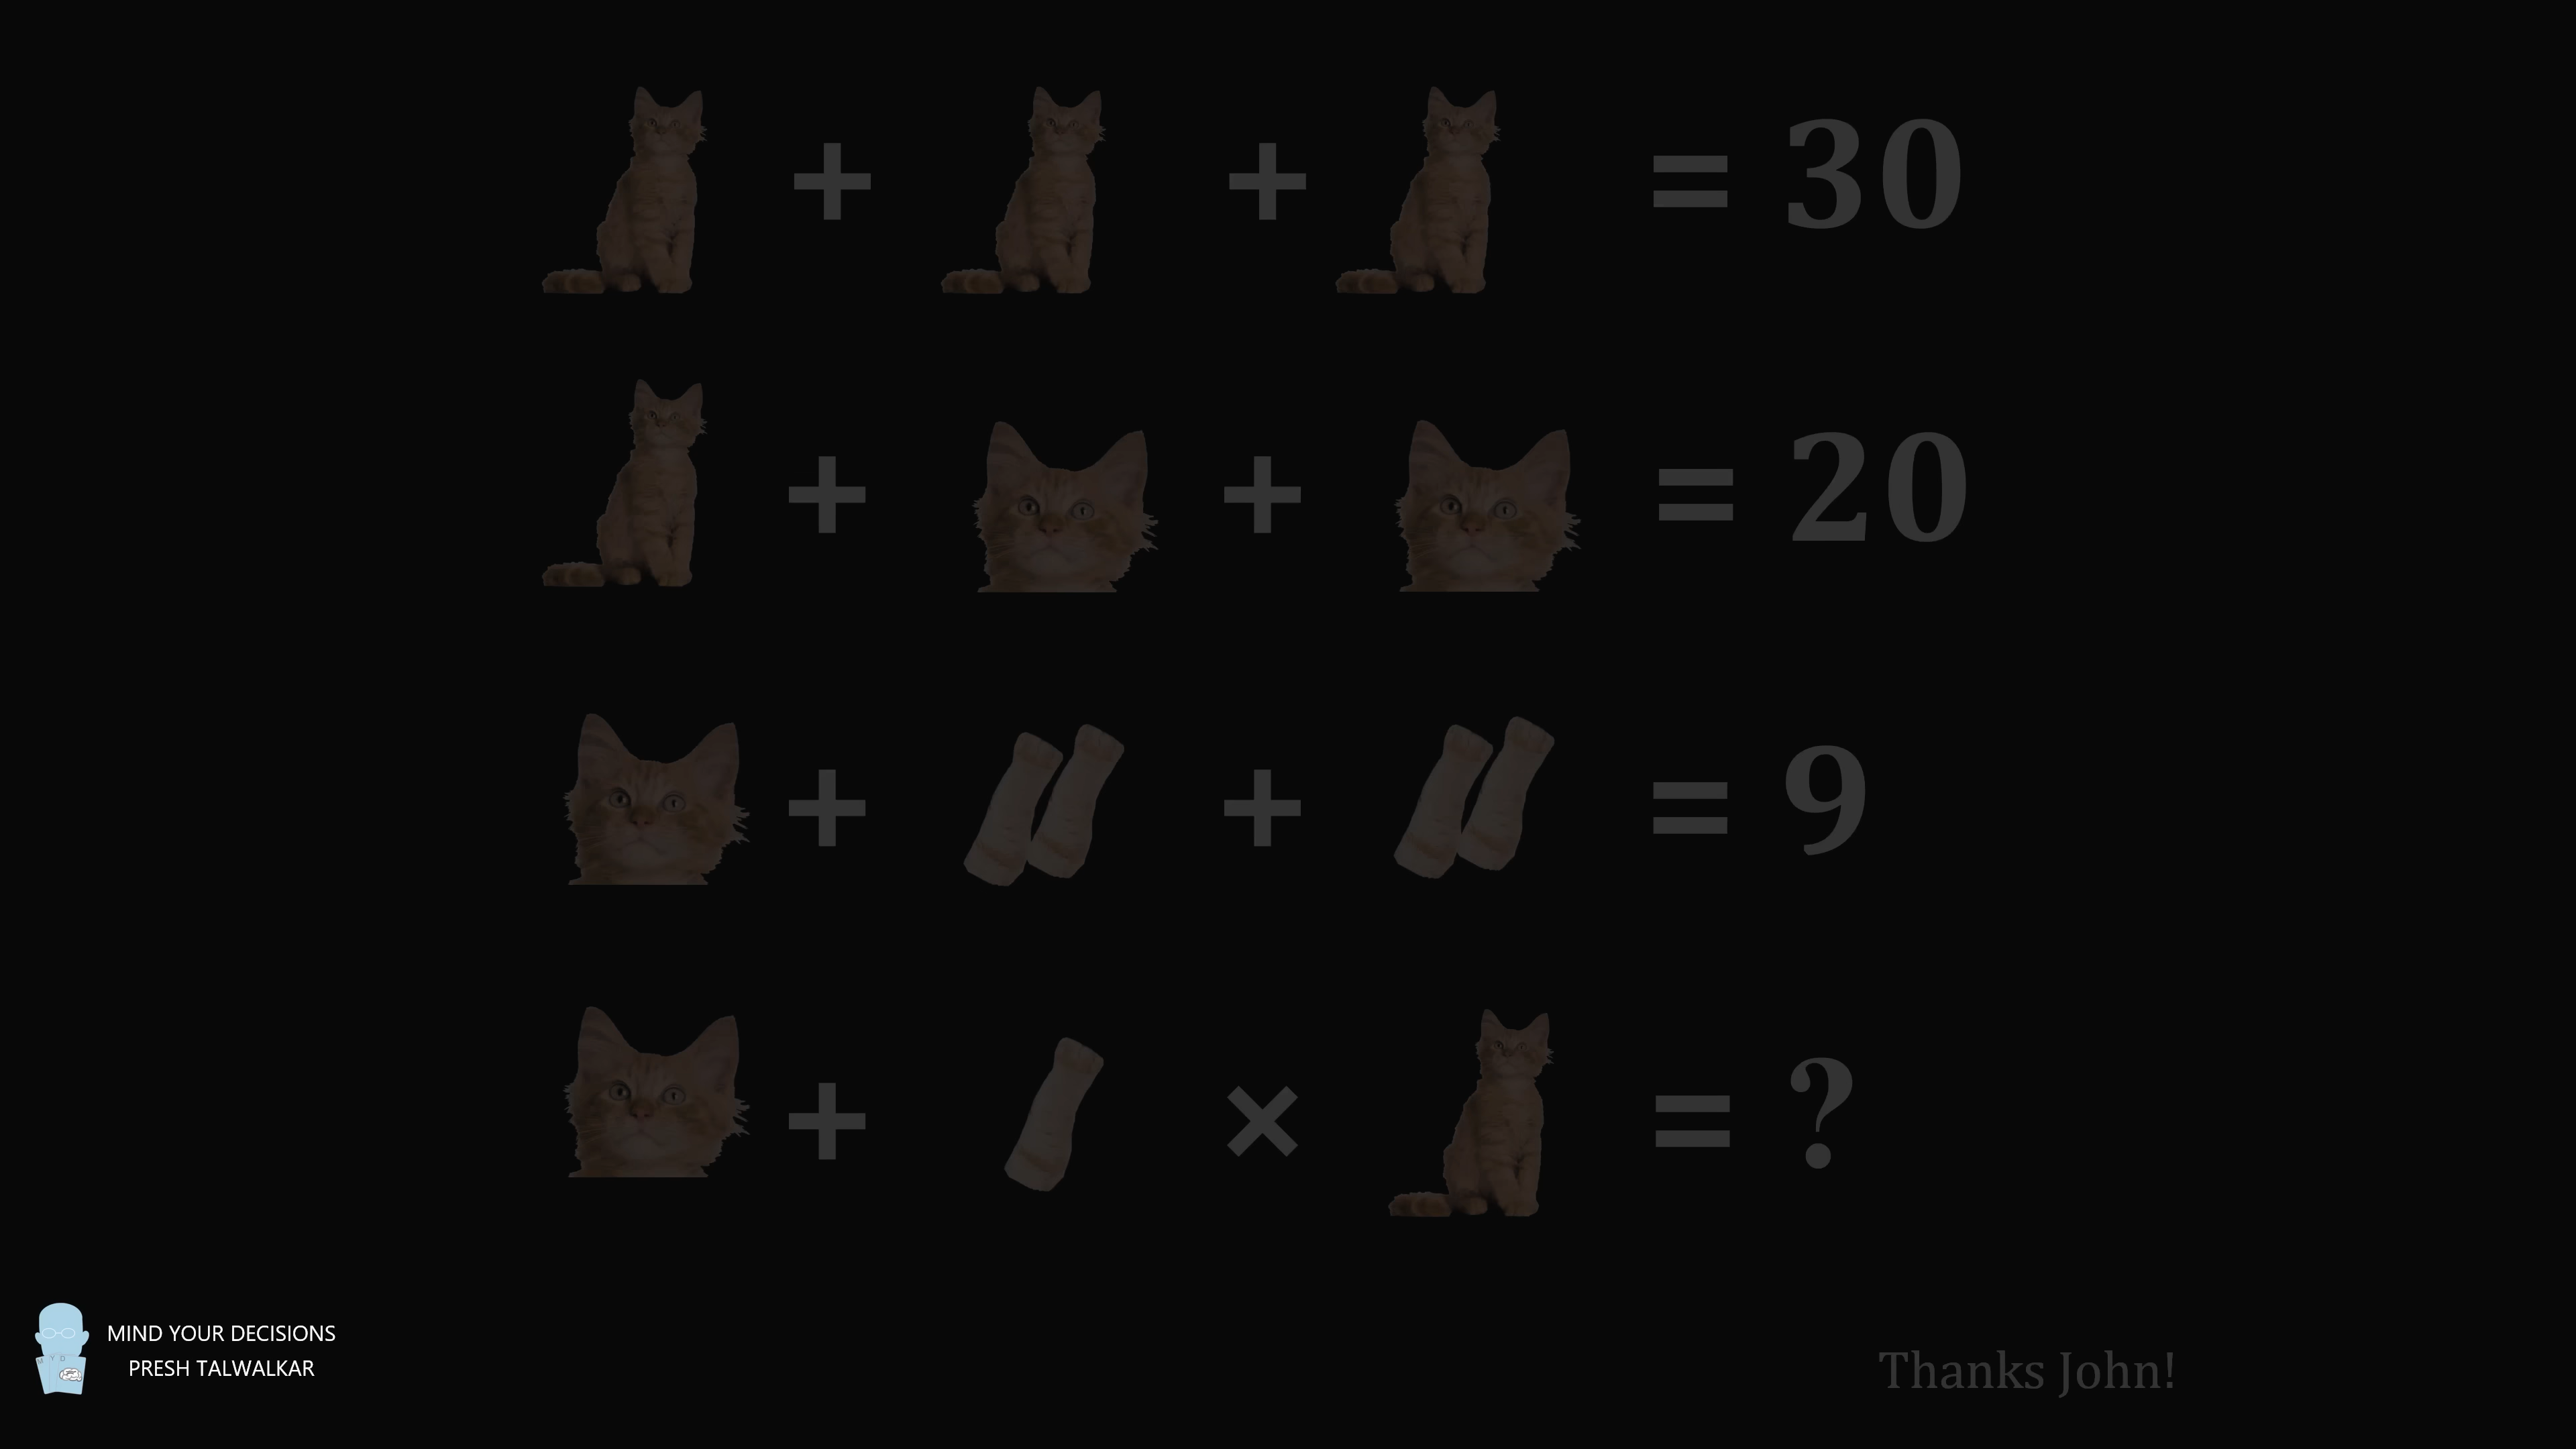 + + = 30
+ + = 20
+ + = 9
+ × = ?
MIND YOUR DECISIONS
PRESH TALWALKAR
Thanks John!